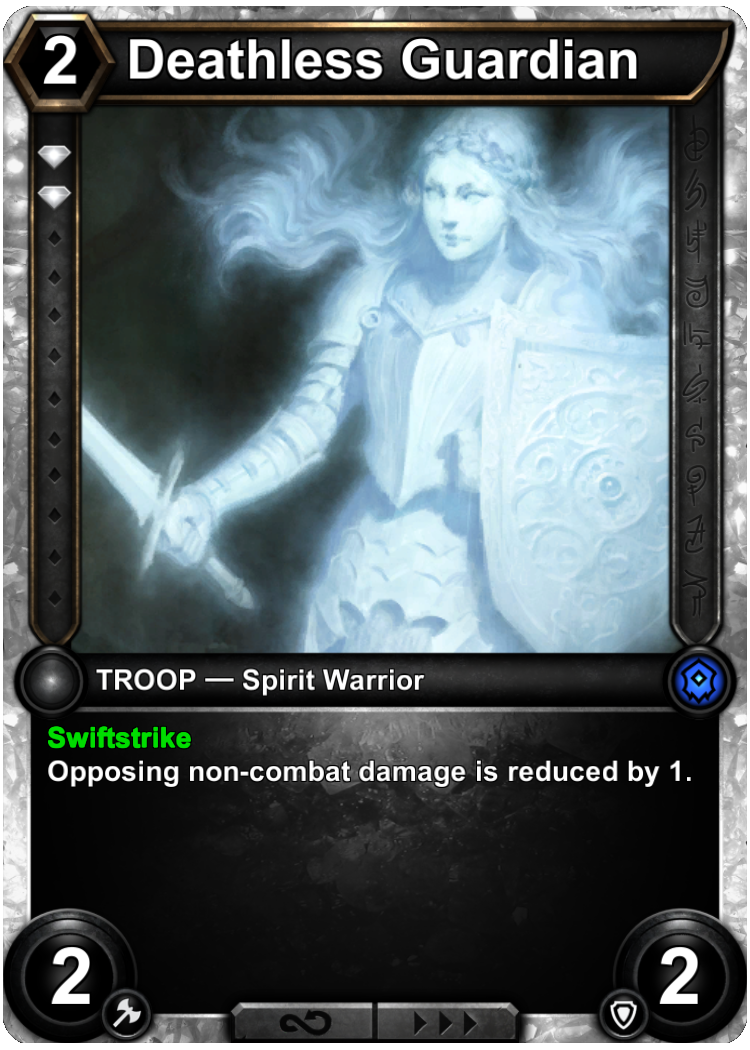 2 Deathless Guardian
TROOP — Spirit Warrior
Swiftstrike
Opposing non-combat damage is reduced by 1.
2
2